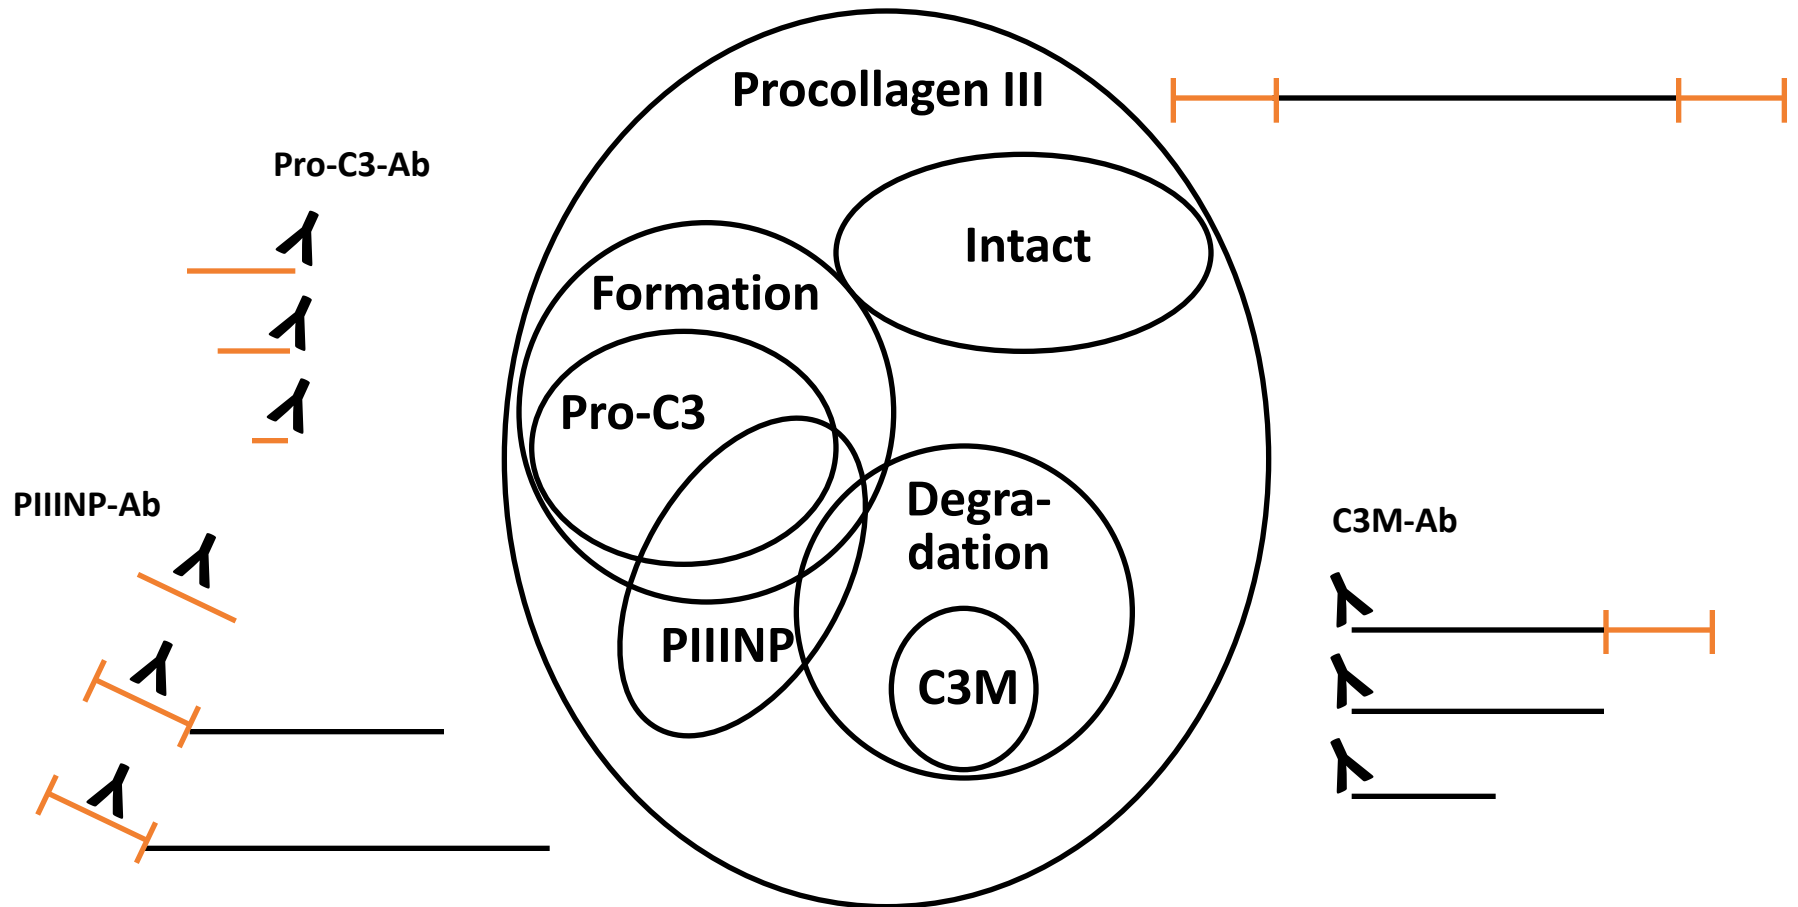 Procollagen III
Pro-C3-Ab
Intact
Formation
Pro-C3
PIIINP-Ab
Degra-
dation
C3M-Ab
PIIINP
C3M